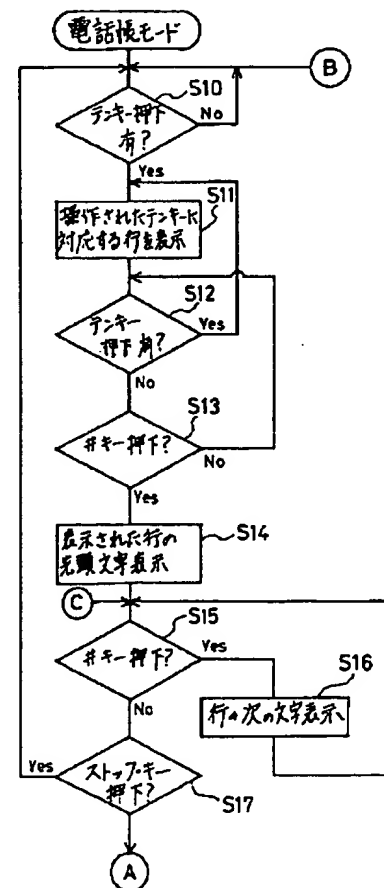 電話帳モード
B
S10
テンキー押下
有?
No
Yes
S11
操作されたテンキーに
対応する行を表示
S12
テンキー
押下有?
Yes
No
S13
#キー押下?
No
Yes
S14
表示された行の
先頭文字表示
C
S15
#キー押下?
Yes
S16
行の次の文字表示
No
Yes
ストップ・キー
押下?
S17
A